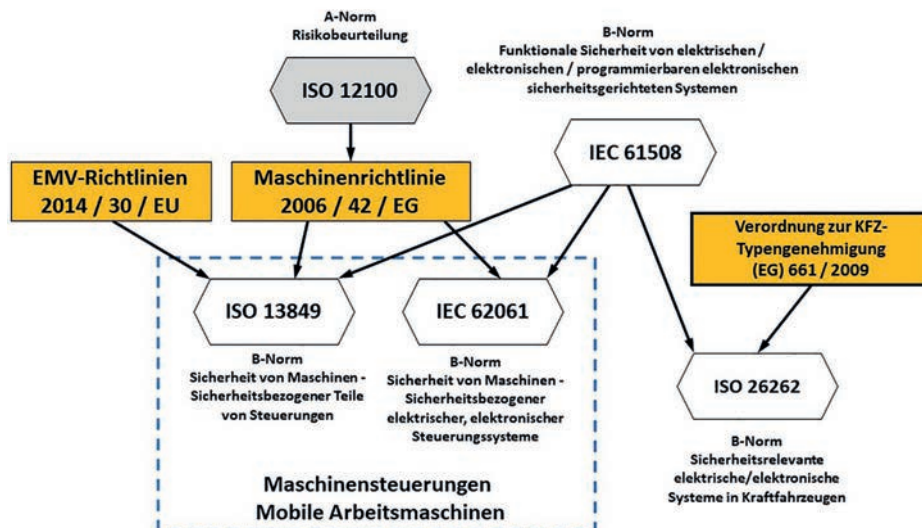 A-Norm
Risikobeurteilung
ISO 12100
B-Norm
Funktionale Sicherheit von elektrischen /
elektronischen / programmierbaren elektronischen
sicherheitsgerichteten Systemen
IEC 61508
EMV-Richtlinien
2014 / 30 / EU
Maschinenrichtlinie
2006 / 42 / EG
Verordnung zur KFZ-
Typengenehmigung
(EG) 661 / 2009
ISO 13849
B-Norm
Sicherheit von Maschinen -
Sicherheitsbezogener Teile
von Steuerungen
IEC 62061
B-Norm
Sicherheit von Maschinen -
Sicherheitsbezogener
elektrischer, elektronischer
Steuerungssysteme
ISO 26262
B-Norm
Sicherheitsrelevante
elektrische/elektronische
Systeme in Kraftfahrzeugen
Maschinensteuerungen
Mobile Arbeitsmaschinen